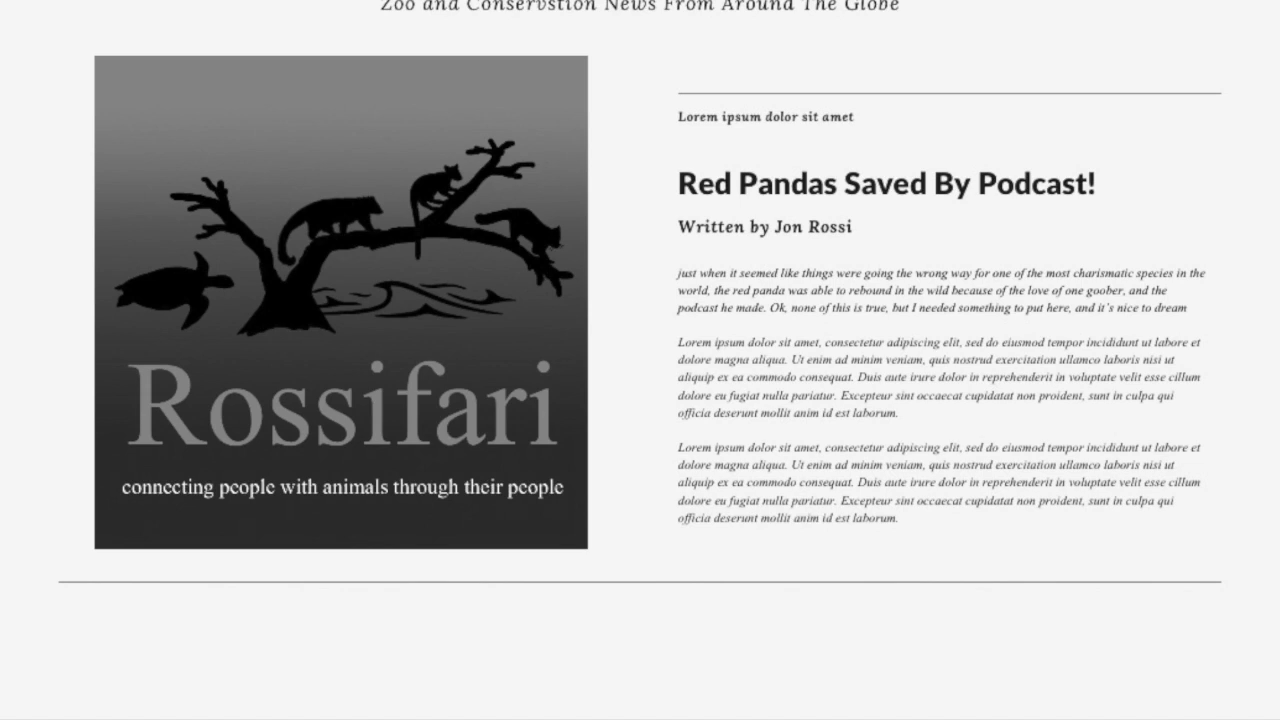 Zoo and Conservstion News From Around The Globe
Lorem ipsum dolor sit amet
Red Pandas Saved By Podcast!
Written by Jon Rossi
just when it seemed like things were going the wrong way for one of the most charismatic species in the
world, the red panda was able to rebound in the wild because of the love of one goober, and the
podcast he made. Ok, none of this is true, but I needed something to put here, and it's nice to dream
Lorem ipsum dolor sit amet, consectetur adipiscing elit, sed do eiusmod tempor incididunt ut labore et
dolore magna aliqua. Ut enim ad minim veniam, quis nostrud exercitation ullamco laboris nisi ut
aliquip ex ea commodo consequat. Duis aute irure dolor in reprehenderit in voluptate velit esse cillum
dolore eu fugiat nulla pariatur. Excepteur sint occaecat cupidatat non proident, sunt in culpa qui
officia deserunt mollit anim id est laborum.
Lorem ipsum dolor sit amet, consectetur adipiscing elit, sed do eiusmod tempor incididunt ut labore et
dolore magna aliqua. Ut enim ad minim veniam, quis nostrud exercitation ullamco laboris nisi ut
aliquip ex ea commodo consequat. Duis aute irure dolor in reprehenderit in voluptate velit esse cillum
dolore eu fugiat nulla pariatur. Excepteur sint occaecat cupidatat non proident, sunt in culpa qui
officia deserunt mollit anim id est laborum.
Rossifari
connecting people with animals through their people